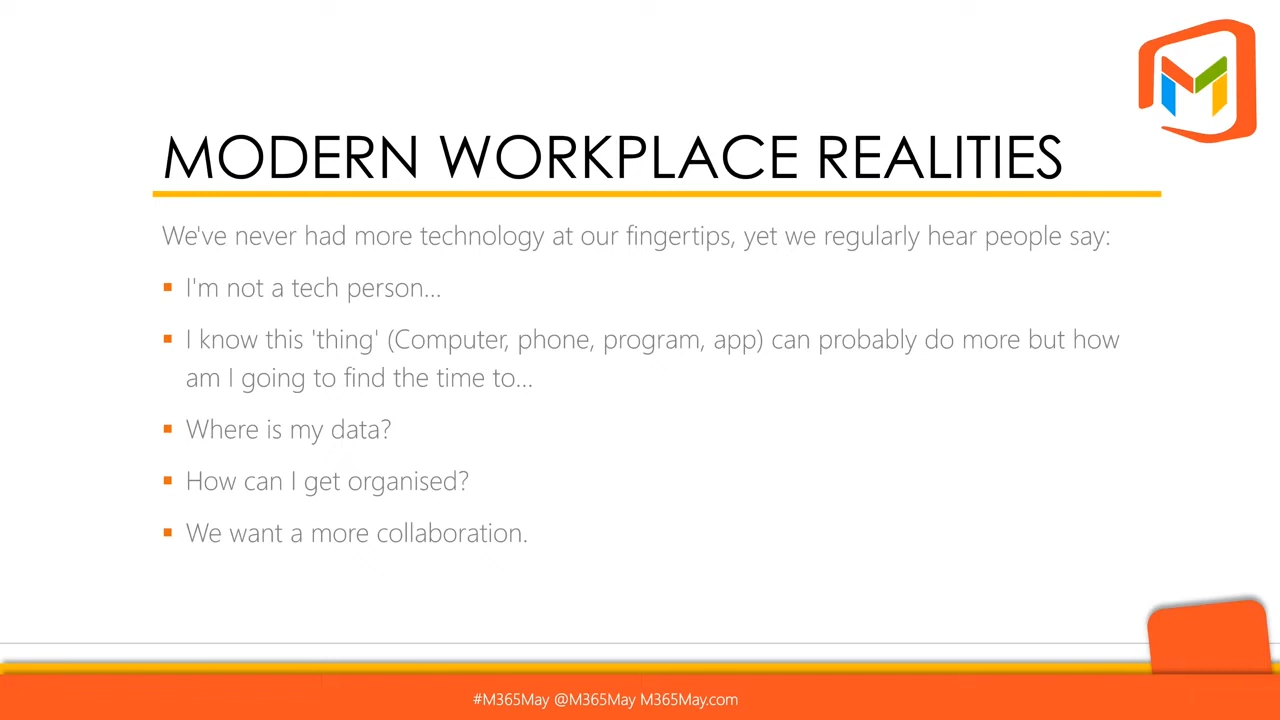 MODERN WORKPLACE REALITIES
We've never had more technology at our fingertips, yet we regularly hear people say:
I'm not a tech person...
I know this 'thing' (Computer, phone, program, app) can probably do more but how
am I going to find the time to...
Where is my data?
How can I get organised?
We want a more collaboration.
#M365May @M365May M365May.com